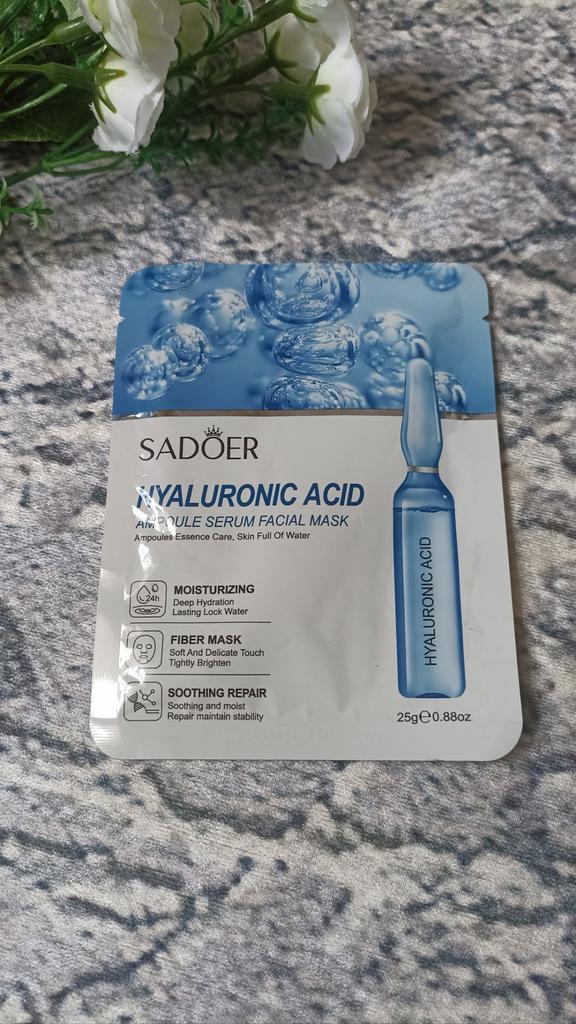 SADOER
HYALURONIC ACID
AMPOULE SERUM FACIAL MASK
Ampoules Essence Care, Skin Full Of Water
24h
MOISTURIZING
Deep Hydration
Lasting Lock Water
FIBER MASK
Soft And Delicate Touch
Tightly Brighten
SOOTHING REPAIR
Soothing and moist
Repair maintain stability
HYALURONIC ACID
25g℮0.88oz